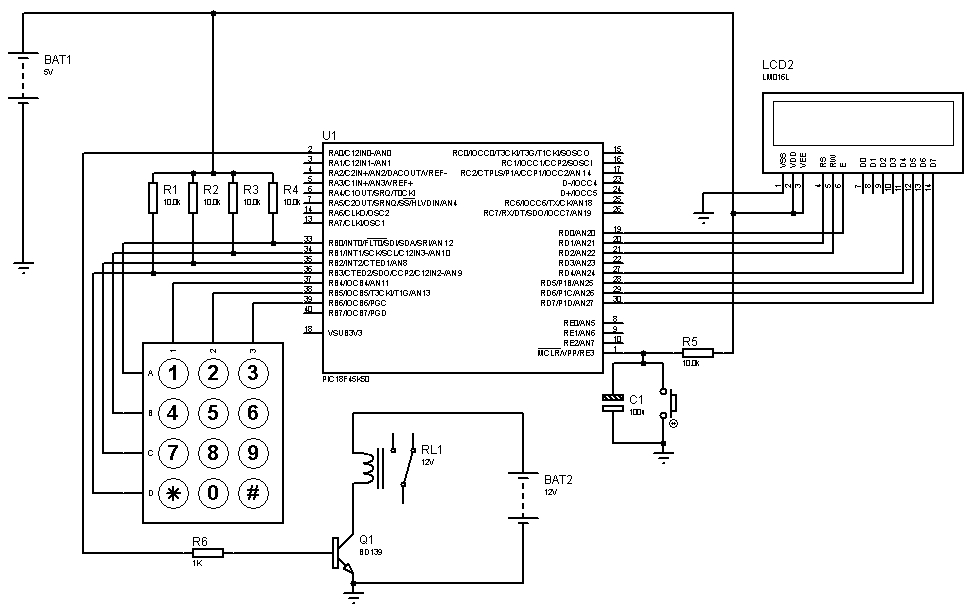 BAT1
5V
R1
10.0k
R2
10.0k
R3
10.0k
R4
10.0k
U1
2 RA0/C12IN0-/AN0
3 RA1/C12IN1-/AN1
4 RA2/C2IN+/AN2/DACOUT/VREF-
5 RA3/C1IN+/AN3/VREF+
6 RA4/C1OUT/SRQ/T0CKI
7 RA5/C2OUT/SRNQ/SS/HLVDIN/AN4
14 RA6/CLKO/OSC2
13 RA7/CLKI/OSC1
33 RB0/INT0/FLT0/SDI/SDA/SRI/AN12
34 RB1/INT1/SCK/SCL/C12IN3-/AN10
35 RB2/INT2/CTED1/AN8
36 RB3/CTED2/SDO/CCP2/C12IN2-/AN9
37 RB4/IOCB4/AN11
38 RB5/IOCB5/T3CKI/T1G/AN13
39 RB6/IOCB6/PGC
40 RB7/IOCB7/PGD
18 VSUB3V3
RC0/IOCC0/T3CKI/T3G/T1CKI/SOSCO 15
RC1/IOCC1/CCP2/SOSCI 16
RC2/CTPLS/P1A/CCP1/IOCC2/AN14 17
D-/IOCC4 23
D+/IOCC5 24
RC6/IOCC6/TX/CK/AN18 25
RC7/RX/DT/SDO/IOCC7/AN19 26
RD0/AN20 19
RD1/AN21 20
RD2/AN22 21
RD3/AN23 22
RD4/AN24 27
RD5/P1B/AN25 28
RD6/P1C/AN26 29
RD7/P1D/AN27 30
RE0/AN5 8
RE1/AN6 9
RE2/AN7 10
MCLR/VPP/RE3 1
PIC18F45K50
LCD2
LM016L
VSS VDD VEE RS RW E D0 D1 D2 D3 D4 D5 D6 D7
1 2 3 4 5 6 7 8 9 10 11 12 13 14
R5
10.0k
C1
100n
1 2 3
A 1 2 3
B 4 5 6
C 7 8 9
D * 0 #
RL1
12V
BAT2
12V
Q1
BD139
R6
1K